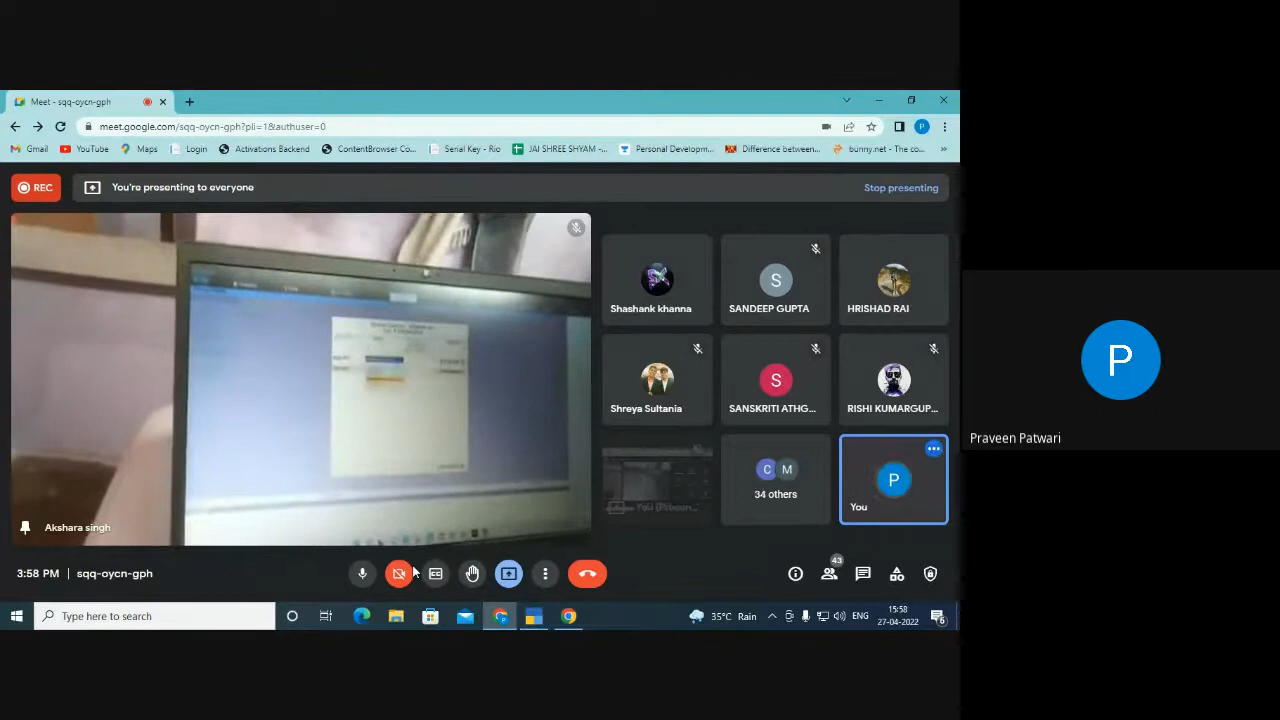 Meet - sqq-oycn-gph
meet.google.com/sqq-oycn-gph?pli=1&authuser=0
P
Gmail
YouTube
Maps
Login
Activations Backend
ContentBrowser Co...
Serial Key - Rio
JAI SHREE SHYAM -...
Personal Developm...
Difference between...
bunny.net - The co...
»
REC
You're presenting to everyone
Stop presenting
Shashank khanna
S
SANDEEP GUPTA
HRISHAD RAI
Shreya Sultania
S
SANSKRITI ATHG...
RISHI KUMARGUP...
C M
34 others
P
You
Akshara singh
P
Praveen Patwari
3:58 PM | sqq-oycn-gph
CC
43
Type here to search
35°C Rain
ENG
15:58
27-04-2022
6